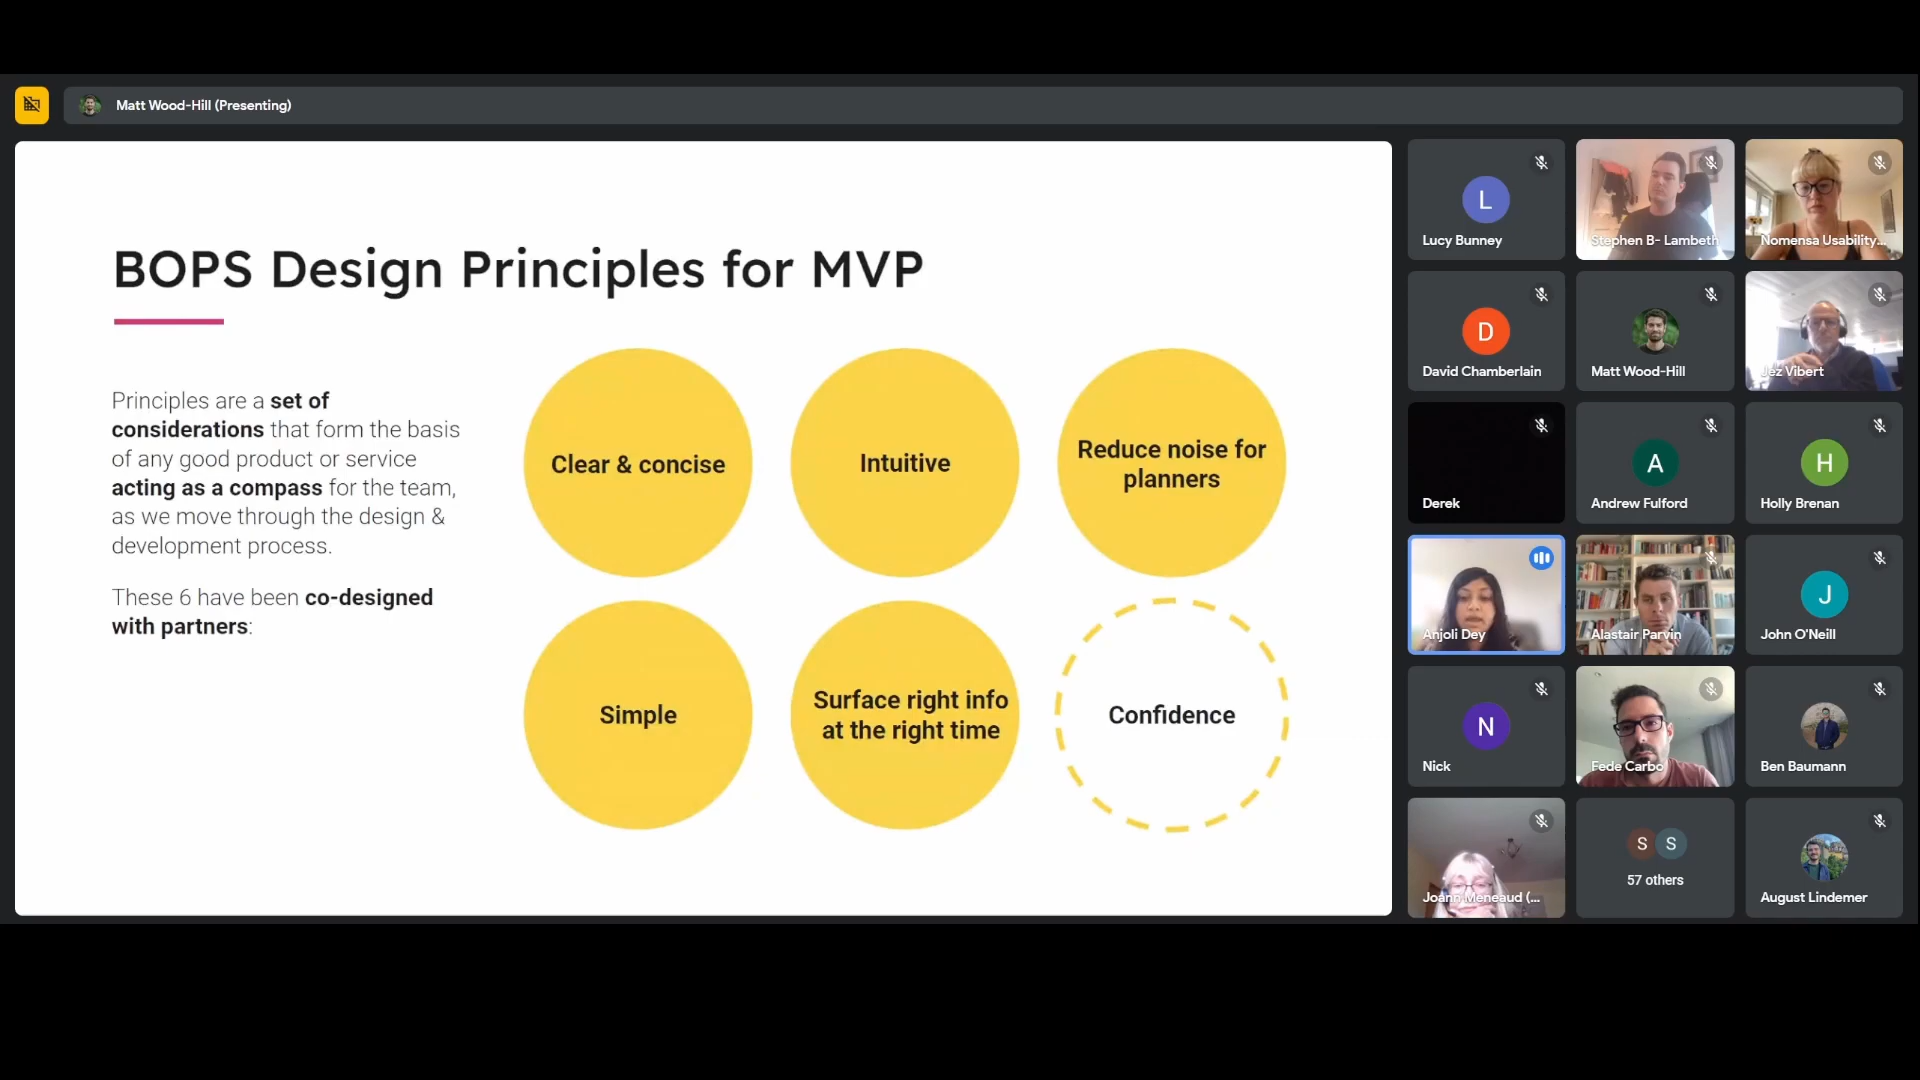 Matt Wood-Hill (Presenting)
BOPS Design Principles for MVP
Principles are a set of
considerations that form the basis
of any good product or service
acting as a compass for the team,
as we move through the design &
development process.
These 6 have been co-designed
with partners:
Clear & concise
Intuitive
Reduce noise for
planners
Simple
Surface right info
at the right time
Confidence
L
Lucy Bunney
Stephen B- Lambeth
Nomensa Usability...
D
David Chamberlain
Matt Wood-Hill
Jez Vibert
Derek
A
Andrew Fulford
H
Holly Brenan
Anjoli Dey
Alastair Parvin
J
John O'Neill
N
Nick
Fede Carbo
Ben Baumann
Joann Meneaud (...
S S
57 others
August Lindemer